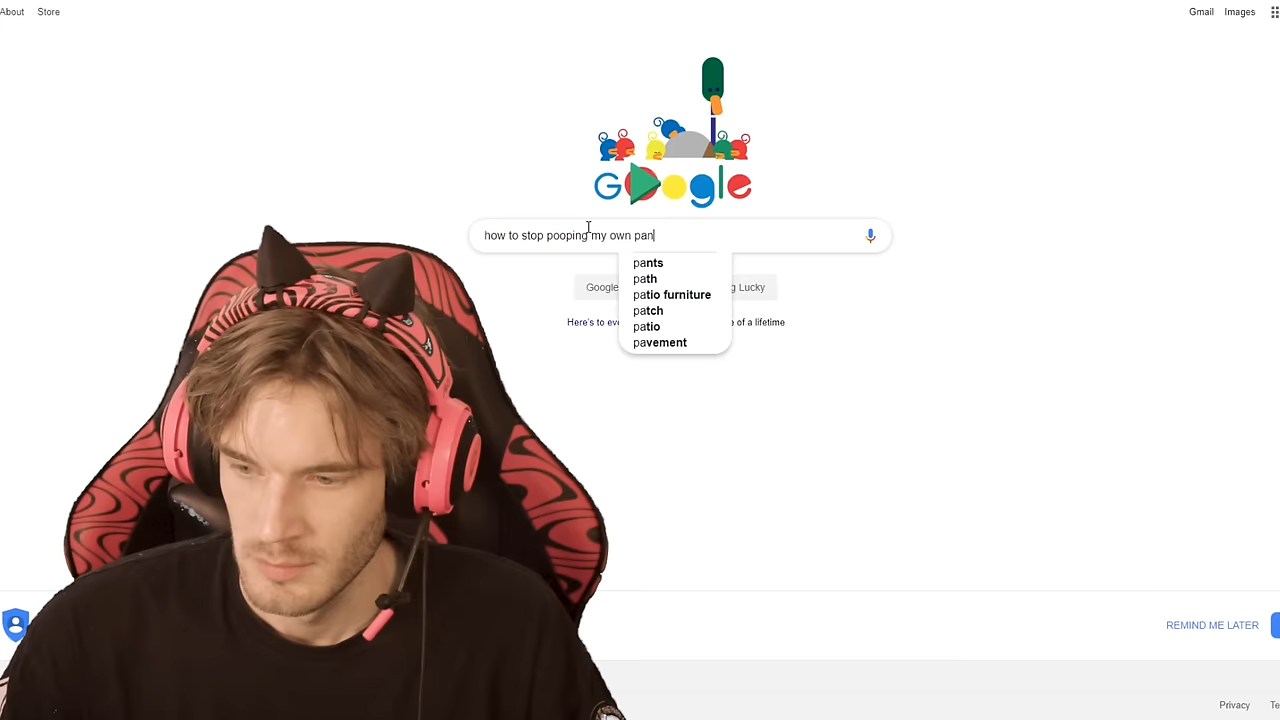 About Store
Gmail Images
Google
how to stop pooping my own pan
pants
path
patio furniture
patch
patio
pavement
Google
g Lucky
Here's to ev
e of a lifetime
REMIND ME LATER
Privacy Te